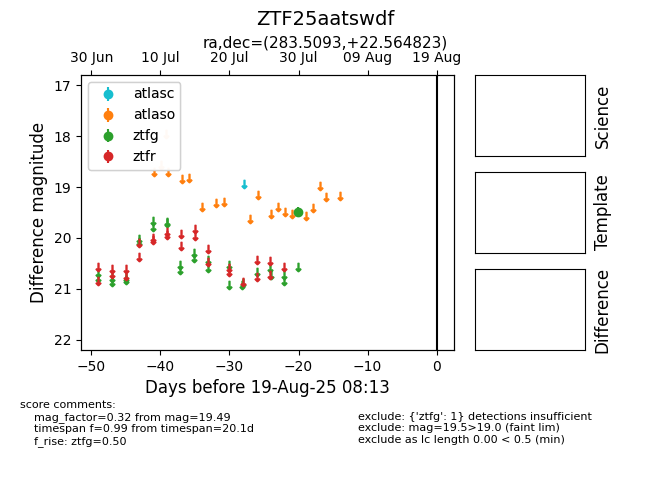 ZTF25aatswdf
ra,dec=(283.5093,+22.564823)
30 Jun 10 Jul 20 Jul 30 Jul 09 Aug 19 Aug
17
18
19
20
21
22
Difference magnitude
atlasc
atlaso
ztfg
ztfr
−50 −40 −30 −20 −10 0
Days before 19-Aug-25 08:13
Science
Template
Difference
score comments:
mag_factor=0.32 from mag=19.49
timespan f=0.99 from timespan=20.1d
f_rise: ztfg=0.50
exclude: {'ztfg': 1} detections insufficient
exclude: mag=19.5>19.0 (faint lim)
exclude as lc length 0.00 < 0.5 (min)